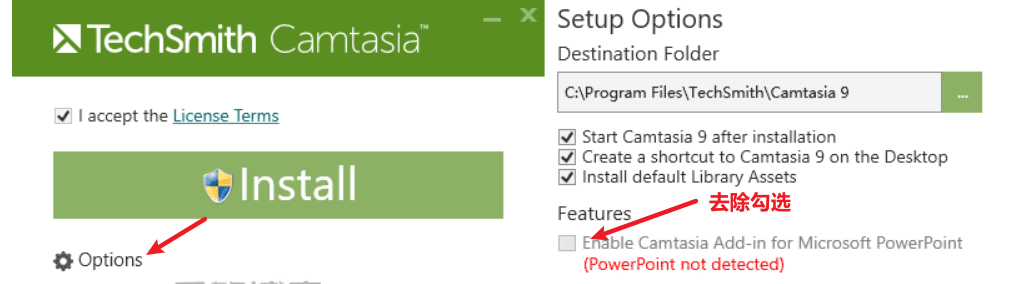 TechSmith Camtasia™
I accept the License Terms
Install
Options
Setup Options
Destination Folder
C:\Program Files\TechSmith\Camtasia 9
...
Start Camtasia 9 after installation
Create a shortcut to Camtasia 9 on the Desktop
Install default Library Assets
去除勾选
Features
Enable Camtasia Add-in for Microsoft PowerPoint
(PowerPoint not detected)